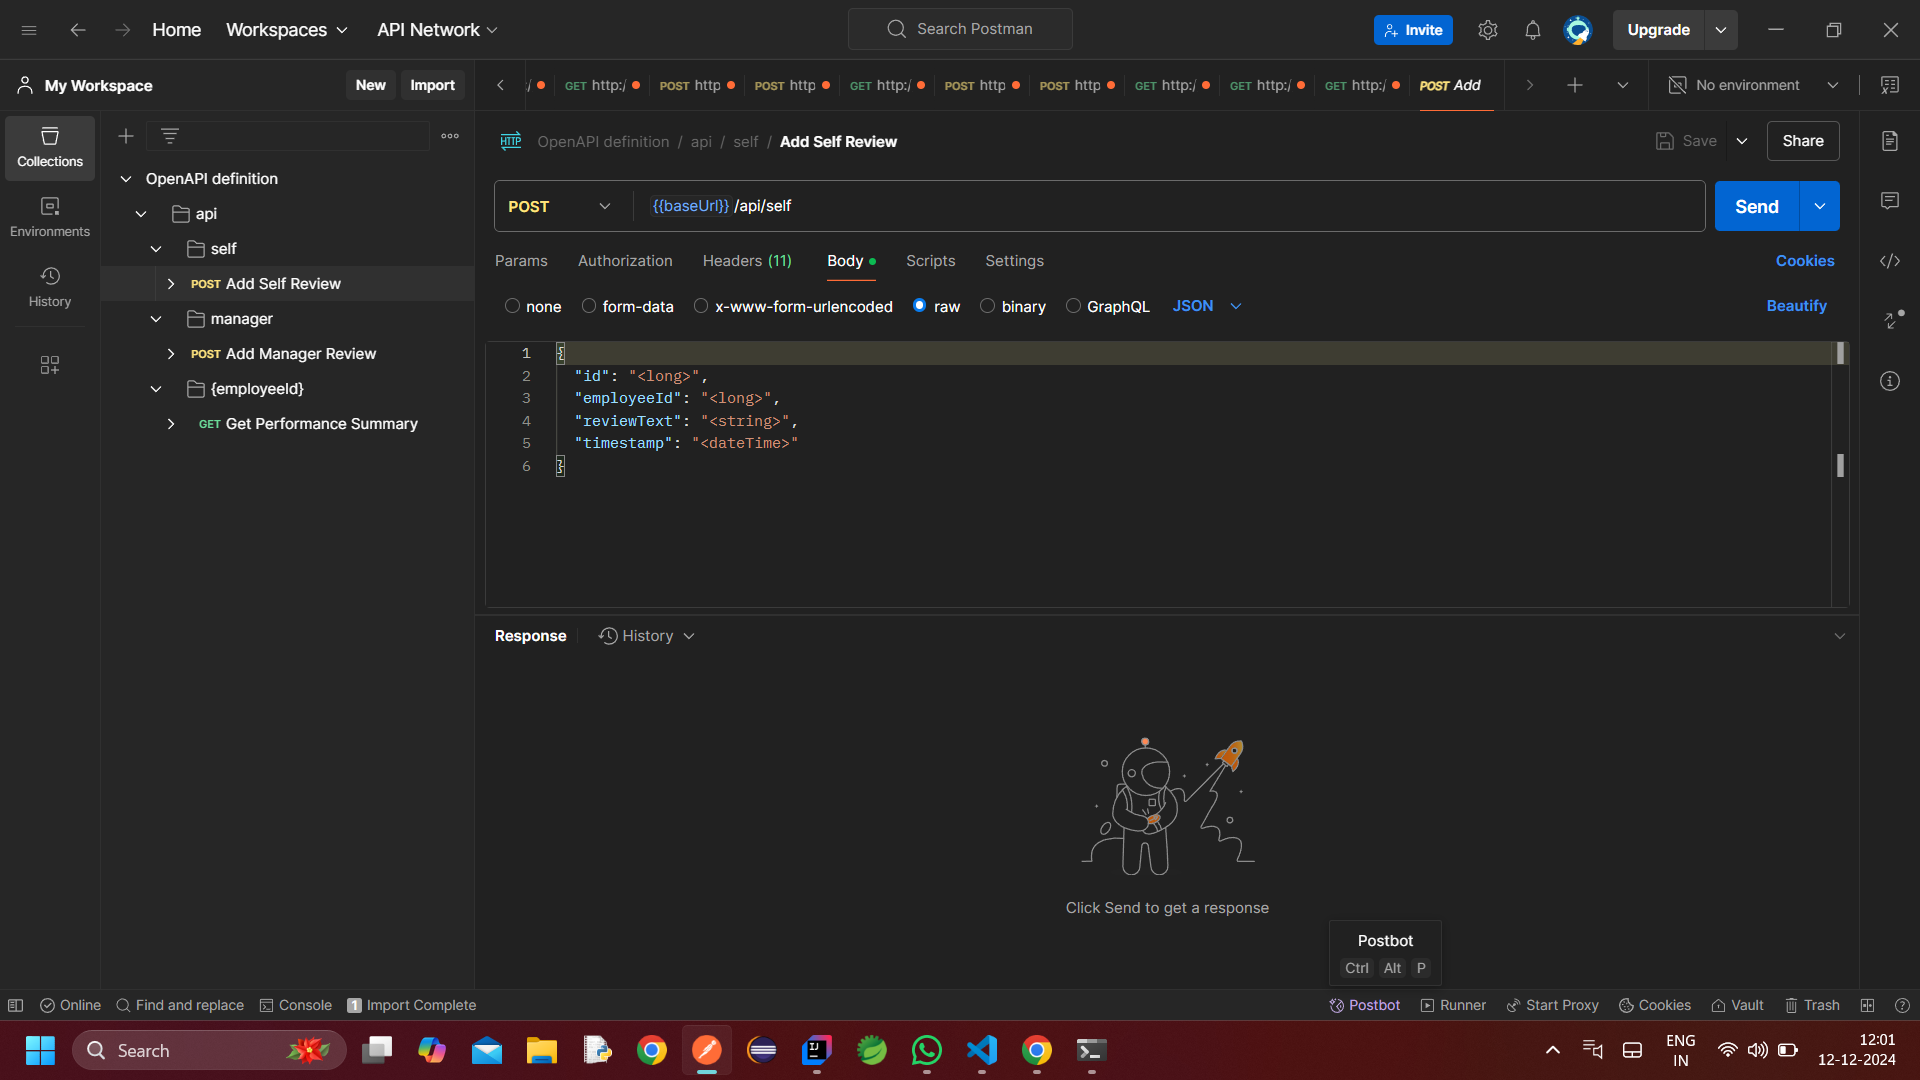 Home Workspaces API Network Search Postman Invite Upgrade
My Workspace New Import :/ GET http:/ POST http POST http GET http:/ POST http POST http GET http:/ GET http:/ GET http:/ POST Add No environment
Collections
Environments
History
OpenAPI definition
api
self
POST Add Self Review
manager
POST Add Manager Review
{employeeId}
GET Get Performance Summary
HTTP OpenAPI definition / api / self / Add Self Review Save Share
POST {{baseUrl}} /api/self Send
Params Authorization Headers (11) Body Scripts Settings Cookies
none form-data x-www-form-urlencoded raw binary GraphQL JSON Beautify
1 {
2 "id": "<long>",
3 "employeeId": "<long>",
4 "reviewText": "<string>",
5 "timestamp": "<dateTime>"
6 }
Response History
Click Send to get a response
Postbot
Ctrl Alt P
Online Find and replace Console 1 Import Complete Postbot Runner Start Proxy Cookies Vault Trash
Search IJ ENG 12:01
IN 12-12-2024